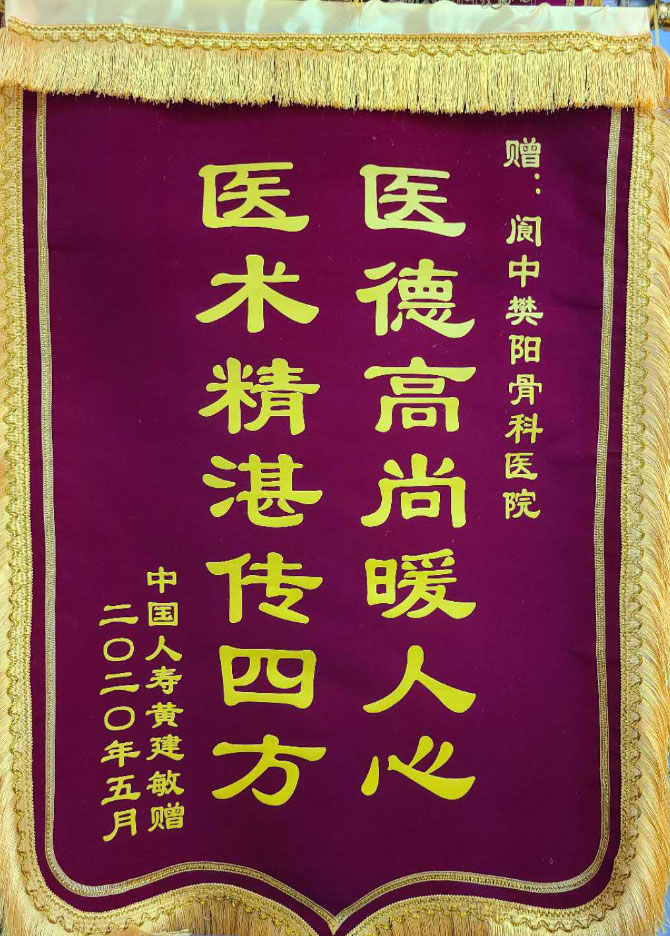 赠：阆中樊阳骨科医院
医德高尚暖人心
医术精湛传四方
中国人寿黄建敏赠
二〇二〇年五月